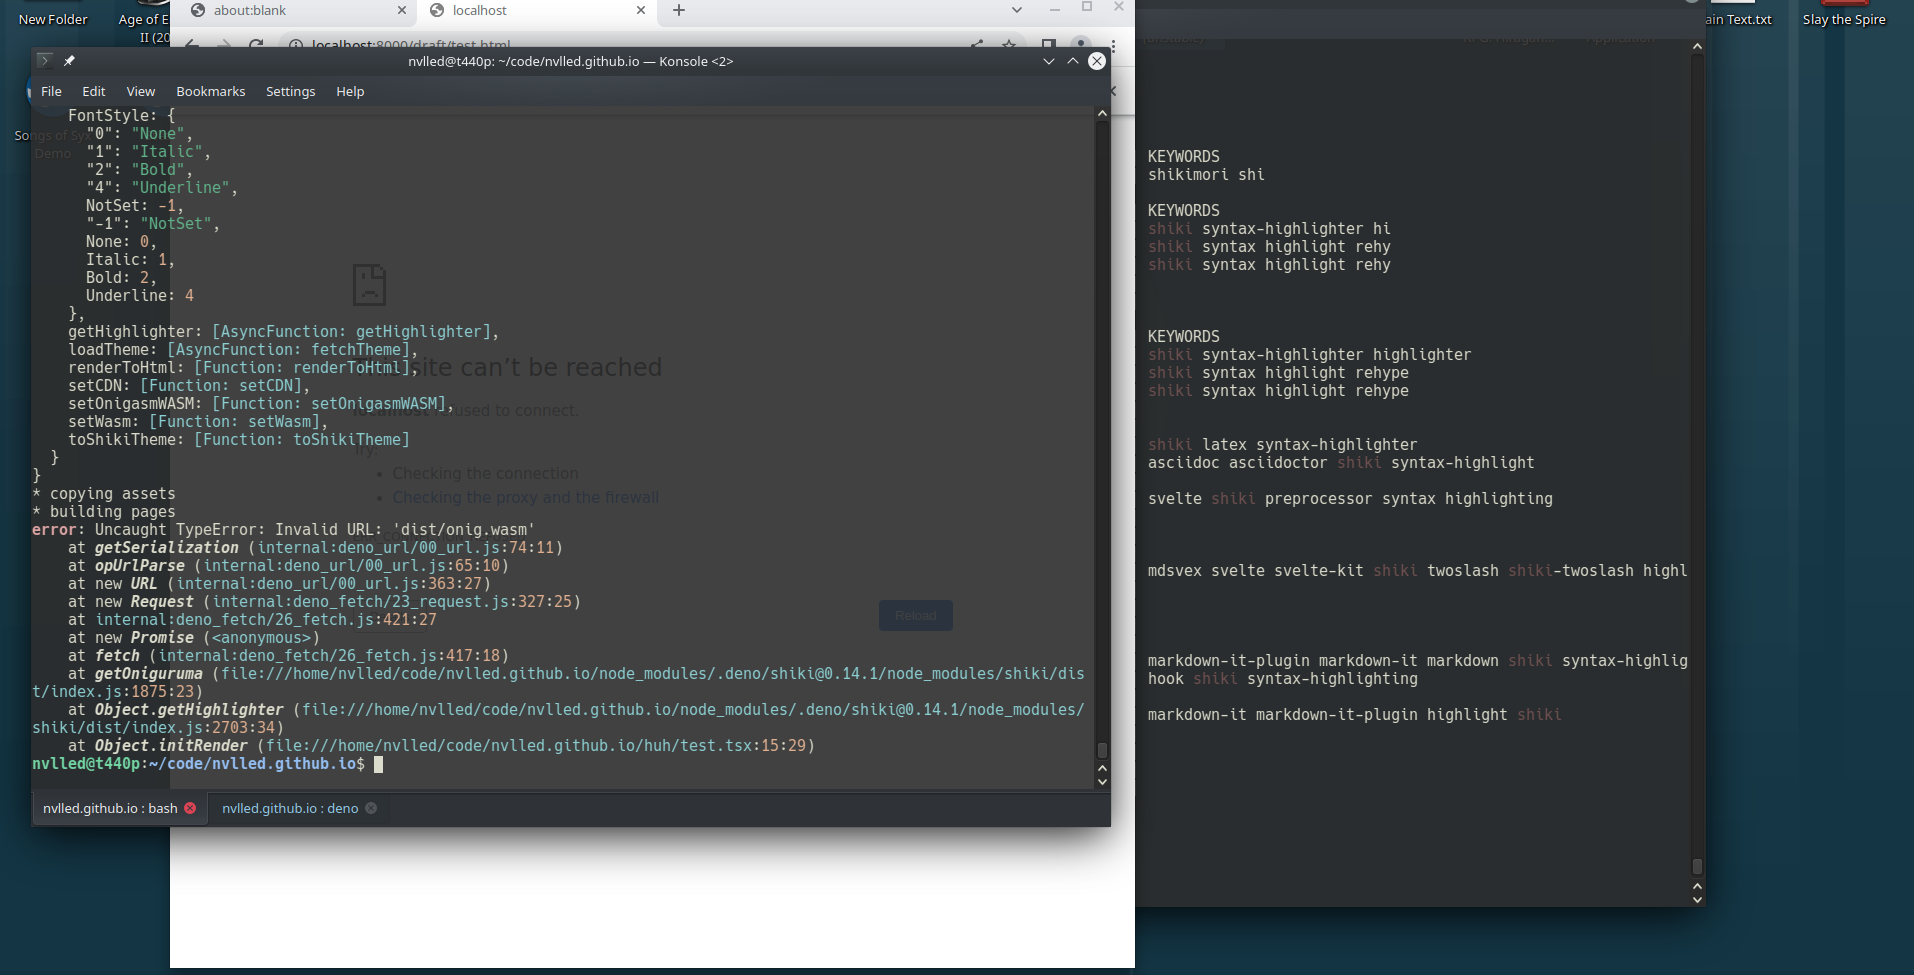 New Folder
Age of E
II (20
ain Text.txt
Slay the Spire
about:blank
localhost
localhost:8000/draft/test.html
nvlled@t440p: ~/code/nvlled.github.io — Konsole <2>
File Edit View Bookmarks Settings Help
Songs of Syx
Demo
    FontStyle: {
      "0": "None",
      "1": "Italic",
      "2": "Bold",
      "4": "Underline",
      NotSet: -1,
      "-1": "NotSet",
      None: 0,
      Italic: 1,
      Bold: 2,
      Underline: 4
    },
    getHighlighter: [AsyncFunction: getHighlighter],
    loadTheme: [AsyncFunction: fetchTheme],
    renderToHtml: [Function: renderToHtml],
    setCDN: [Function: setCDN],
    setOnigasmWASM: [Function: setOnigasmWASM],
    setWasm: [Function: setWasm],
    toShikiTheme: [Function: toShikiTheme]
  }
}
* copying assets
* building pages
error: Uncaught TypeError: Invalid URL: 'dist/onig.wasm'
    at getSerialization (internal:deno_url/00_url.js:74:11)
    at opUrlParse (internal:deno_url/00_url.js:65:10)
    at new URL (internal:deno_url/00_url.js:363:27)
    at new Request (internal:deno_fetch/23_request.js:327:25)
    at internal:deno_fetch/26_fetch.js:421:27
    at new Promise (<anonymous>)
    at fetch (internal:deno_fetch/26_fetch.js:417:18)
    at getOniguruma (file:///home/nvlled/code/nvlled.github.io/node_modules/.deno/shiki@0.14.1/node_modules/shiki/dis
t/index.js:1875:23)
    at Object.getHighlighter (file:///home/nvlled/code/nvlled.github.io/node_modules/.deno/shiki@0.14.1/node_modules/
shiki/dist/index.js:2703:34)
    at Object.initRender (file:///home/nvlled/code/nvlled.github.io/huh/test.tsx:15:29)
nvlled@t440p:~/code/nvlled.github.io$
nvlled.github.io : bash
nvlled.github.io : deno
This site can't be reached
localhost refused to connect.
Try:
Checking the connection
Checking the proxy and the firewall
Reload
KEYWORDS
shikimori shi
KEYWORDS
shiki syntax-highlighter hi
shiki syntax highlight rehy
shiki syntax highlight rehy
KEYWORDS
shiki syntax-highlighter highlighter
shiki syntax highlight rehype
shiki syntax highlight rehype
shiki latex syntax-highlighter
asciidoc asciidoctor shiki syntax-highlight
svelte shiki preprocessor syntax highlighting
mdsvex svelte svelte-kit shiki twoslash shiki-twoslash highl
markdown-it-plugin markdown-it markdown shiki syntax-highlig
hook shiki syntax-highlighting
markdown-it markdown-it-plugin highlight shiki